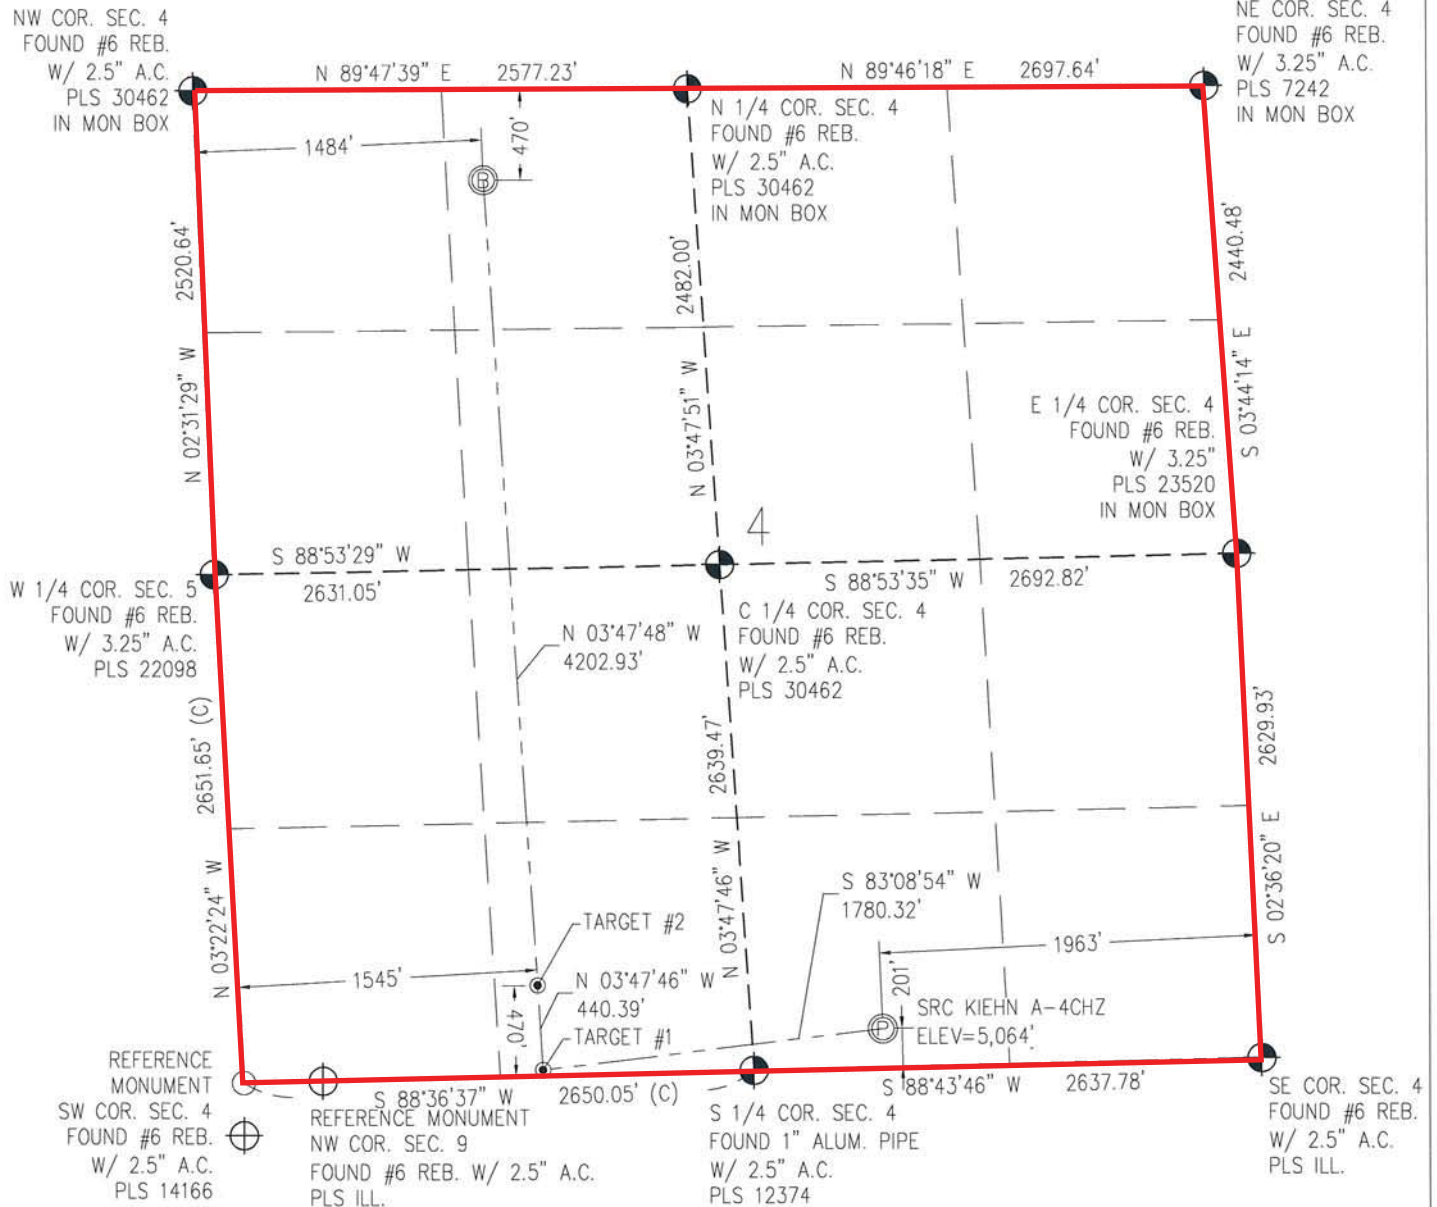 NW COR. SEC. 4
FOUND #6 REB.
W/ 2.5" A.C.
PLS 30462
IN MON BOX
N 89°47'39" E 2577.23'
N 89°46'18" E 2697.64'
NE COR. SEC. 4
FOUND #6 REB.
W/ 3.25" A.C.
PLS 7242
IN MON BOX
N 1/4 COR. SEC. 4
FOUND #6 REB.
W/ 2.5" A.C.
PLS 30462
IN MON BOX
1484'
470'
B
2520.64'
N 02°31'29" W
2482.00'
N 03°47'51" W
2440.48'
S 03°44'14" E
E 1/4 COR. SEC. 4
FOUND #6 REB.
W/ 3.25"
PLS 23520
IN MON BOX
4
S 88°53'29" W
2631.05'
S 88°53'35" W 2692.82'
W 1/4 COR. SEC. 5
FOUND #6 REB.
W/ 3.25" A.C.
PLS 22098
C 1/4 COR. SEC. 4
FOUND #6 REB.
W/ 2.5" A.C.
PLS 30462
N 03°47'48" W
4202.93'
2651.65' (C)
N 03°22'24" W
2639.47'
N 03°47'46" W
2629.93'
S 02°36'20" E
S 83°08'54" W
1780.32'
TARGET #2
1545'
N 03°47'46" W
440.39'
470'
TARGET #1
1963'
201'
P
SRC KIEHN A-4CHZ
ELEV=5,064'
REFERENCE
MONUMENT
SW COR. SEC. 4
FOUND #6 REB.
W/ 2.5" A.C.
PLS 14166
S 88°36'37" W 2650.05' (C)
REFERENCE MONUMENT
NW COR. SEC. 9
FOUND #6 REB. W/ 2.5" A.C.
PLS ILL.
S 1/4 COR. SEC. 4
FOUND 1" ALUM. PIPE
W/ 2.5" A.C.
PLS 12374
S 88°43'46" W 2637.78'
SE COR. SEC. 4
FOUND #6 REB.
W/ 2.5" A.C.
PLS ILL.